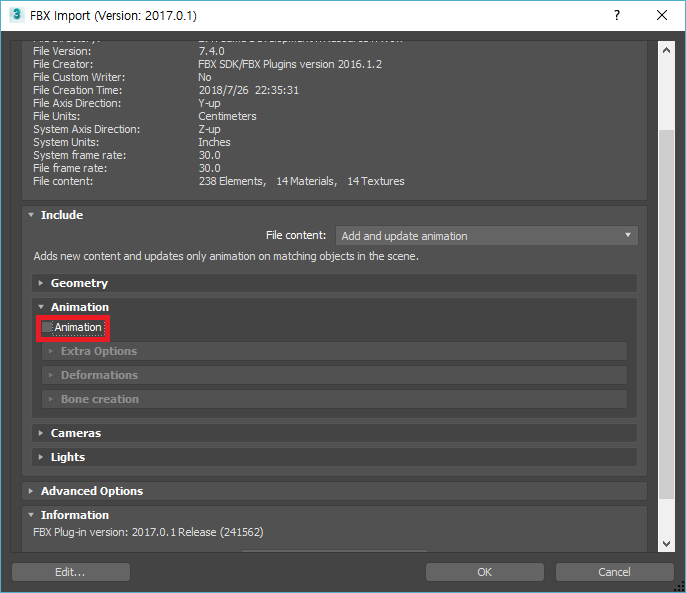 FBX Import (Version: 2017.0.1)
File Version: 7.4.0
File Creator: FBX SDK/FBX Plugins version 2016.1.2
File Custom Writer: No
File Creation Time: 2018/7/26 22:35:31
File Axis Direction: Y-up
File Units: Centimeters
System Axis Direction: Z-up
System Units: Inches
System frame rate: 30.0
File frame rate: 30.0
File content: 238 Elements, 14 Materials, 14 Textures
Include
File content: Add and update animation
Adds new content and updates only animation on matching objects in the scene.
Geometry
Animation
Animation
Extra Options
Deformations
Bone creation
Cameras
Lights
Advanced Options
Information
FBX Plug-in version: 2017.0.1 Release (241562)
Edit...
OK
Cancel